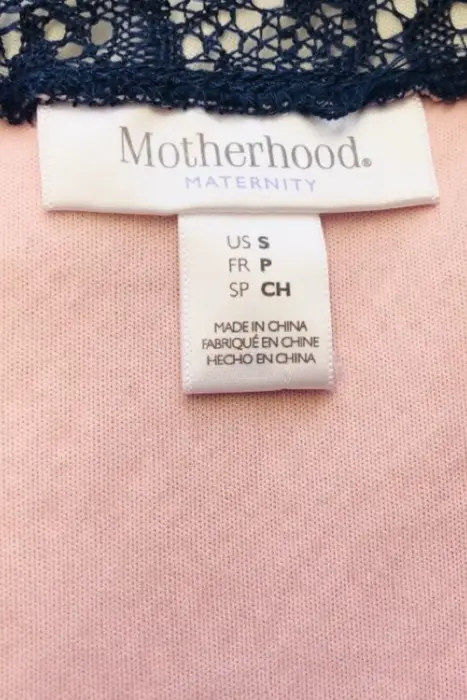 Motherhood®
MATERNITY
US S
FR P
SP CH
MADE IN CHINA
FABRIQUÉ EN CHINE
HECHO EN CHINA